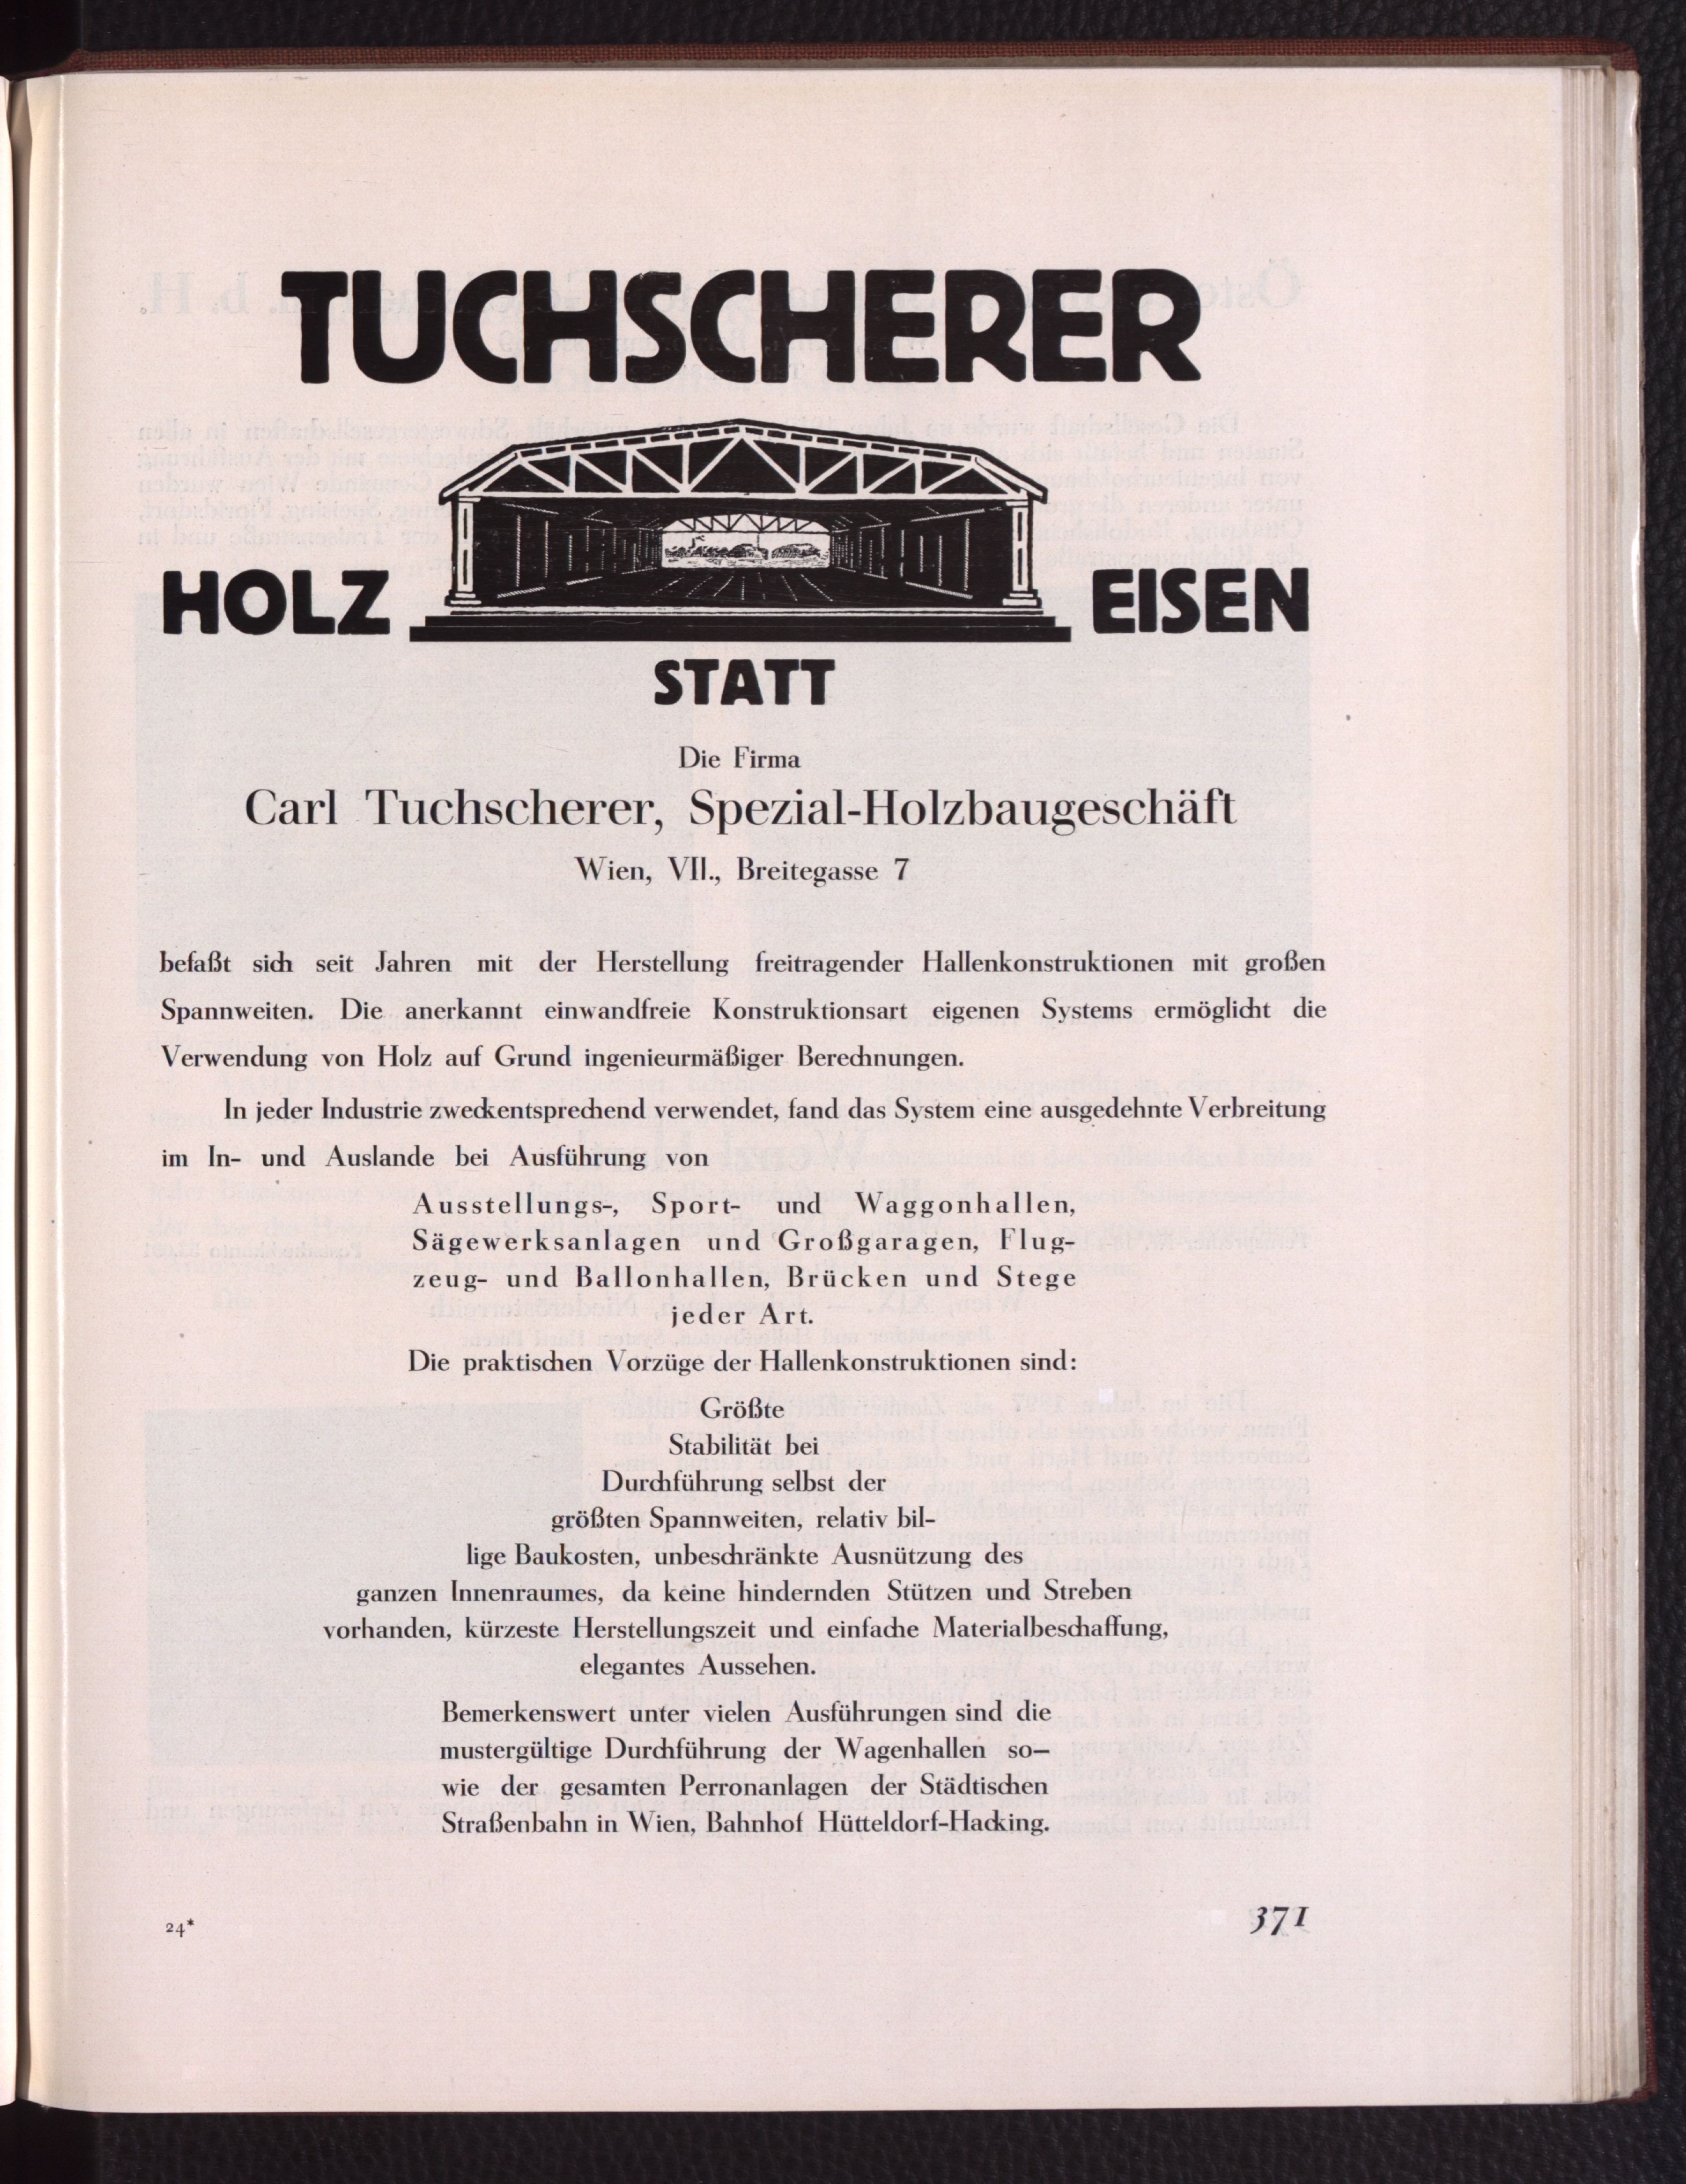 TUCHSCHERER
HOLZ STATT EISEN
Die Firma
Carl Tuchscherer, Spezial-Holzbaugeschäft
Wien, VII., Breitegasse 7
befaßt sich seit Jahren mit der Herstellung freitragender Hallenkonstruktionen mit großen
Spannweiten. Die anerkannt einwandfreie Konstruktionsart eigenen Systems ermöglicht die
Verwendung von Holz auf Grund ingenieurmäßiger Berechnungen.
In jeder Industrie zweckentsprechend verwendet, fand das System eine ausgedehnte Verbreitung
im In- und Auslande bei Ausführung von
Ausstellungs-, Sport- und Waggonhallen,
Sägewerksanlagen und Großgaragen, Flug-
zeug- und Ballonhallen, Brücken und Stege
jeder Art.
Die praktischen Vorzüge der Hallenkonstruktionen sind:
Größte
Stabilität bei
Durchführung selbst der
größten Spannweiten, relativ bil-
lige Baukosten, unbeschränkte Ausnützung des
ganzen Innenraumes, da keine hindernden Stützen und Streben
vorhanden, kürzeste Herstellungszeit und einfache Materialbeschaffung,
elegantes Aussehen.
Bemerkenswert unter vielen Ausführungen sind die
mustergültige Durchführung der Wagenhallen so-
wie der gesamten Perronanlagen der Städtischen
Straßenbahn in Wien, Bahnhof Hütteldorf-Hacking.
24*
371